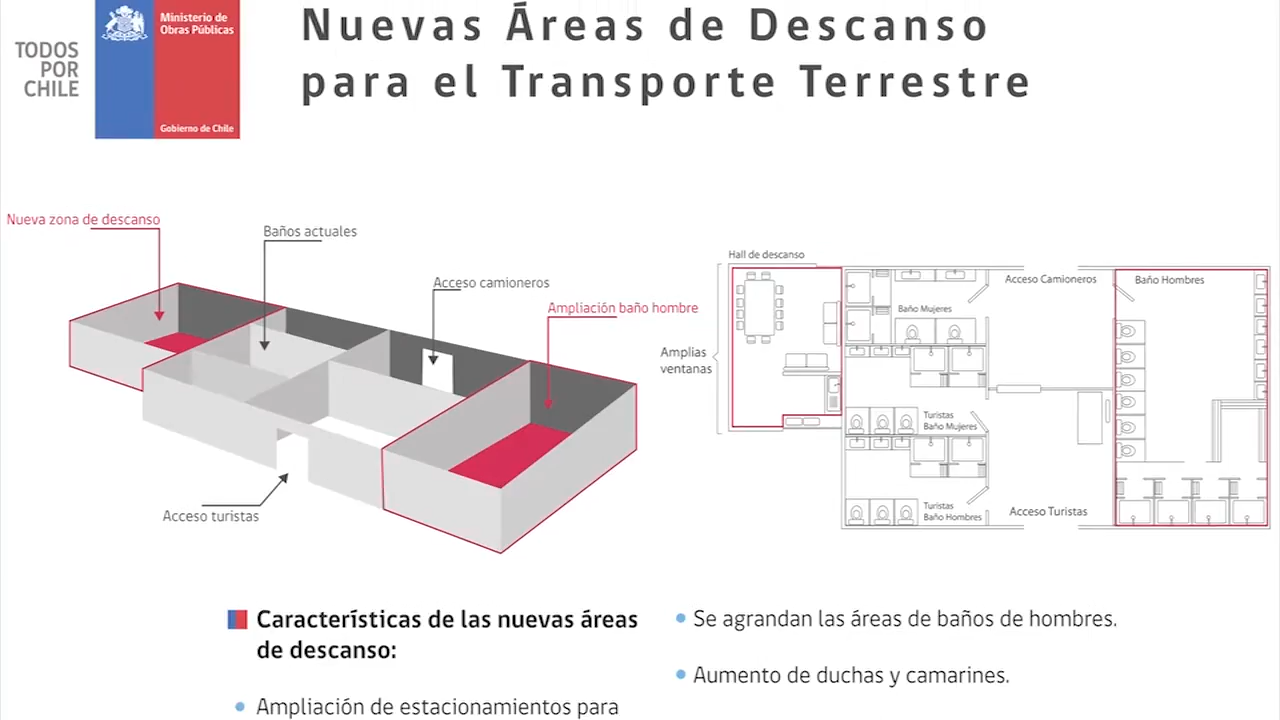 TODOS
POR
CHILE
Ministerio de
Obras Públicas
Gobierno de Chile
Nuevas Áreas de Descanso
para el Transporte Terrestre
Nueva zona de descanso
Baños actuales
Acceso camioneros
Ampliación baño hombre
Acceso turistas
Hall de descanso
Amplias
ventanas
Baño Mujeres
Acceso Camioneros
Baño Hombres
Turistas
Baño Mujeres
Turistas
Baño Hombres
Acceso Turistas
Características de las nuevas áreas
de descanso:
Ampliación de estacionamientos para
Se agrandan las áreas de baños de hombres.
Aumento de duchas y camarines.